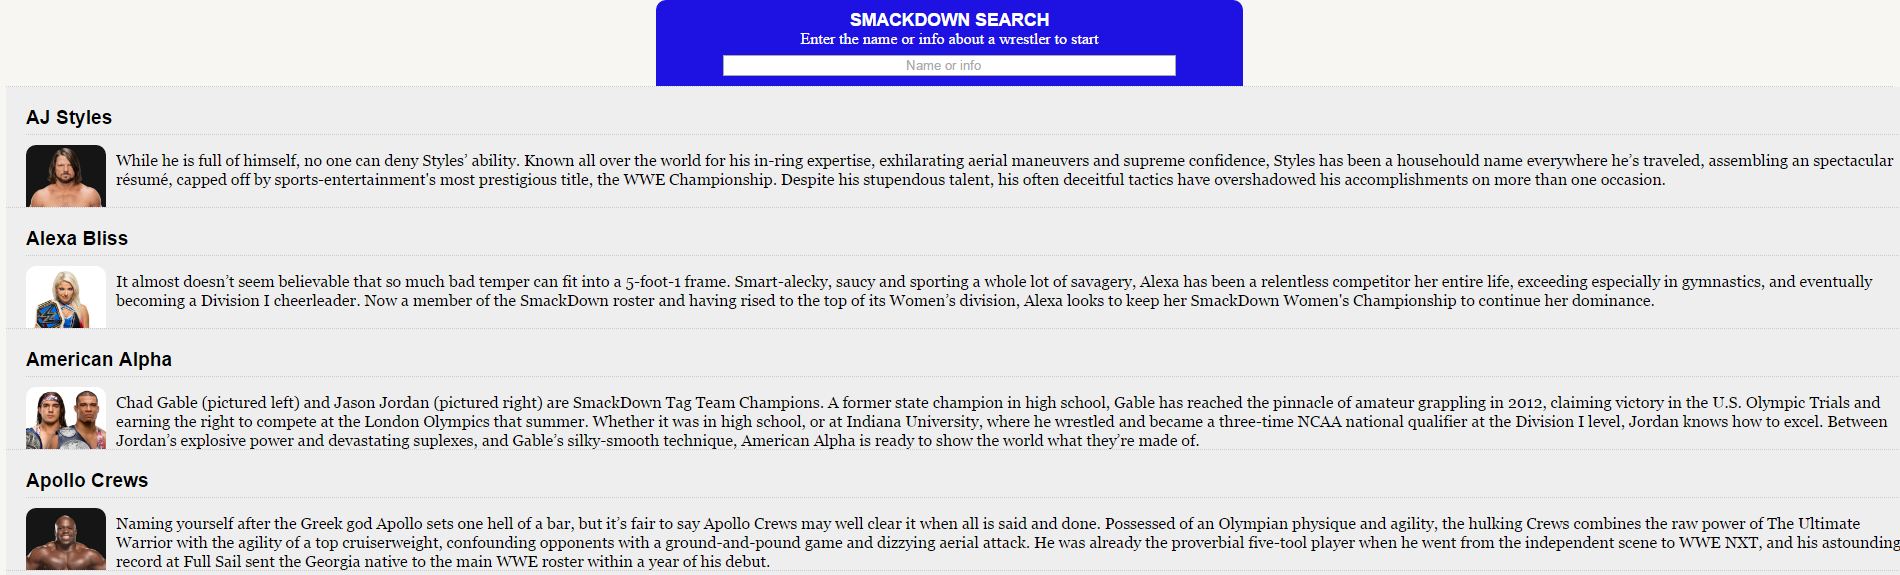 SMACKDOWN SEARCH
Enter the name or info about a wrestler to start
Name or info
AJ Styles
While he is full of himself, no one can deny Styles’ ability. Known all over the world for his in-ring expertise, exhilarating aerial maneuvers and supreme confidence, Styles has been a househould name everywhere he’s traveled, assembling an spectacular
résumé, capped off by sports-entertainment's most prestigious title, the WWE Championship. Despite his stupendous talent, his often deceitful tactics have overshadowed his accomplishments on more than one occasion.
Alexa Bliss
It almost doesn’t seem believable that so much bad temper can fit into a 5-foot-1 frame. Smart-alecky, saucy and sporting a whole lot of savagery, Alexa has been a relentless competitor her entire life, exceeding especially in gymnastics, and eventually
becoming a Division I cheerleader. Now a member of the SmackDown roster and having rised to the top of its Women’s division, Alexa looks to keep her SmackDown Women's Championship to continue her dominance.
American Alpha
Chad Gable (pictured left) and Jason Jordan (pictured right) are SmackDown Tag Team Champions. A former state champion in high school, Gable has reached the pinnacle of amateur grappling in 2012, claiming victory in the U.S. Olympic Trials and
earning the right to compete at the London Olympics that summer. Whether it was in high school, or at Indiana University, where he wrestled and became a three-time NCAA national qualifier at the Division I level, Jordan knows how to excel. Between
Jordan’s explosive power and devastating suplexes, and Gable’s silky-smooth technique, American Alpha is ready to show the world what they’re made of.
Apollo Crews
Naming yourself after the Greek god Apollo sets one hell of a bar, but it’s fair to say Apollo Crews may well clear it when all is said and done. Possessed of an Olympian physique and agility, the hulking Crews combines the raw power of The Ultimate
Warrior with the agility of a top cruiserweight, confounding opponents with a ground-and-pound game and dizzying aerial attack. He was already the proverbial five-tool player when he went from the independent scene to WWE NXT, and his astounding
record at Full Sail sent the Georgia native to the main WWE roster within a year of his debut.